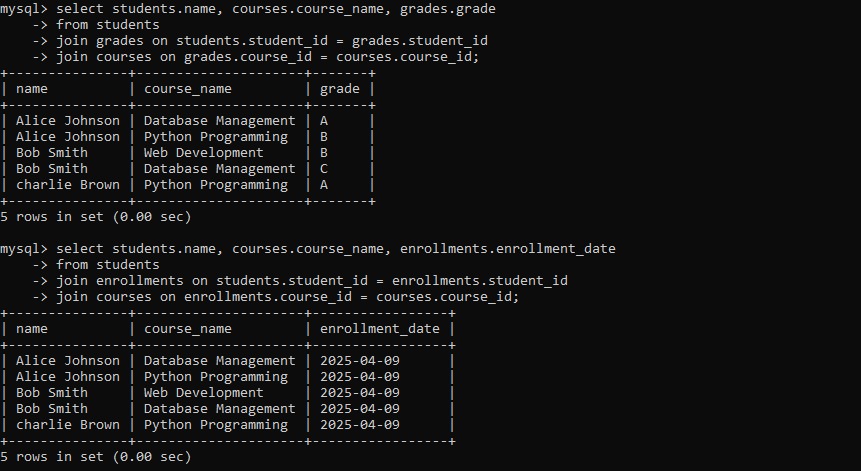 mysql> select students.name, courses.course_name, grades.grade
    -> from students
    -> join grades on students.student_id = grades.student_id
    -> join courses on grades.course_id = courses.course_id;
+---------------+---------------------+-------+
| name          | course_name         | grade |
+---------------+---------------------+-------+
| Alice Johnson | Database Management | A     |
| Alice Johnson | Python Programming  | B     |
| Bob Smith     | Web Development     | B     |
| Bob Smith     | Database Management | C     |
| charlie Brown | Python Programming  | A     |
+---------------+---------------------+-------+
5 rows in set (0.00 sec)

mysql> select students.name, courses.course_name, enrollments.enrollment_date
    -> from students
    -> join enrollments on students.student_id = enrollments.student_id
    -> join courses on enrollments.course_id = courses.course_id;
+---------------+---------------------+-----------------+
| name          | course_name         | enrollment_date |
+---------------+---------------------+-----------------+
| Alice Johnson | Database Management | 2025-04-09      |
| Alice Johnson | Python Programming  | 2025-04-09      |
| Bob Smith     | Web Development     | 2025-04-09      |
| Bob Smith     | Database Management | 2025-04-09      |
| charlie Brown | Python Programming  | 2025-04-09      |
+---------------+---------------------+-----------------+
5 rows in set (0.00 sec)